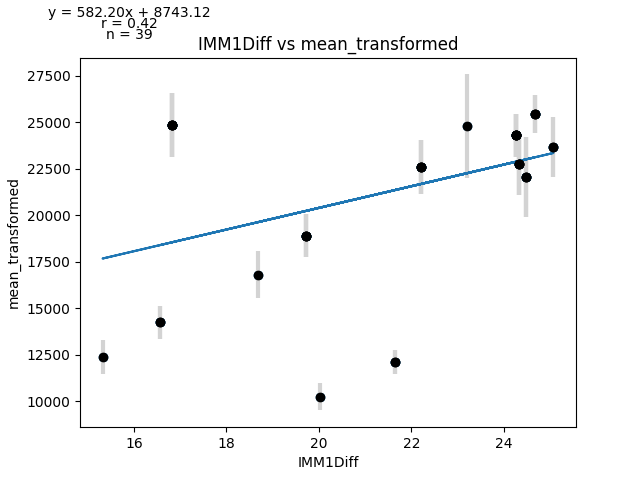 y = 582.20x + 8743.12
r = 0.42
n = 39
IMM1Diff vs mean_transformed
27500
25000
22500
20000
17500
15000
12500
10000
mean_transformed
16 18 20 22 24
IMM1Diff